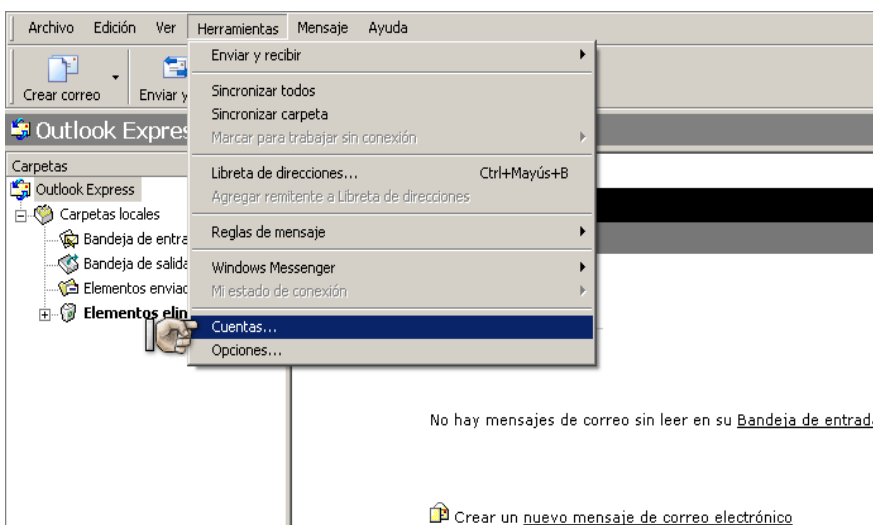 Archivo Edición Ver Herramientas Mensaje Ayuda
Crear correo Enviar y
Enviar y recibir
Sincronizar todos
Sincronizar carpeta
Marcar para trabajar sin conexión
Libreta de direcciones... Ctrl+Mayús+B
Agregar remitente a Libreta de direcciones
Reglas de mensaje
Windows Messenger
Mi estado de conexión
Cuentas...
Opciones...
Outlook Expres
Carpetas
Outlook Express
Carpetas locales
Bandeja de entra
Bandeja de salida
Elementos enviad
Elementos elin
No hay mensajes de correo sin leer en su Bandeja de entrad
Crear un nuevo mensaje de correo electrónico